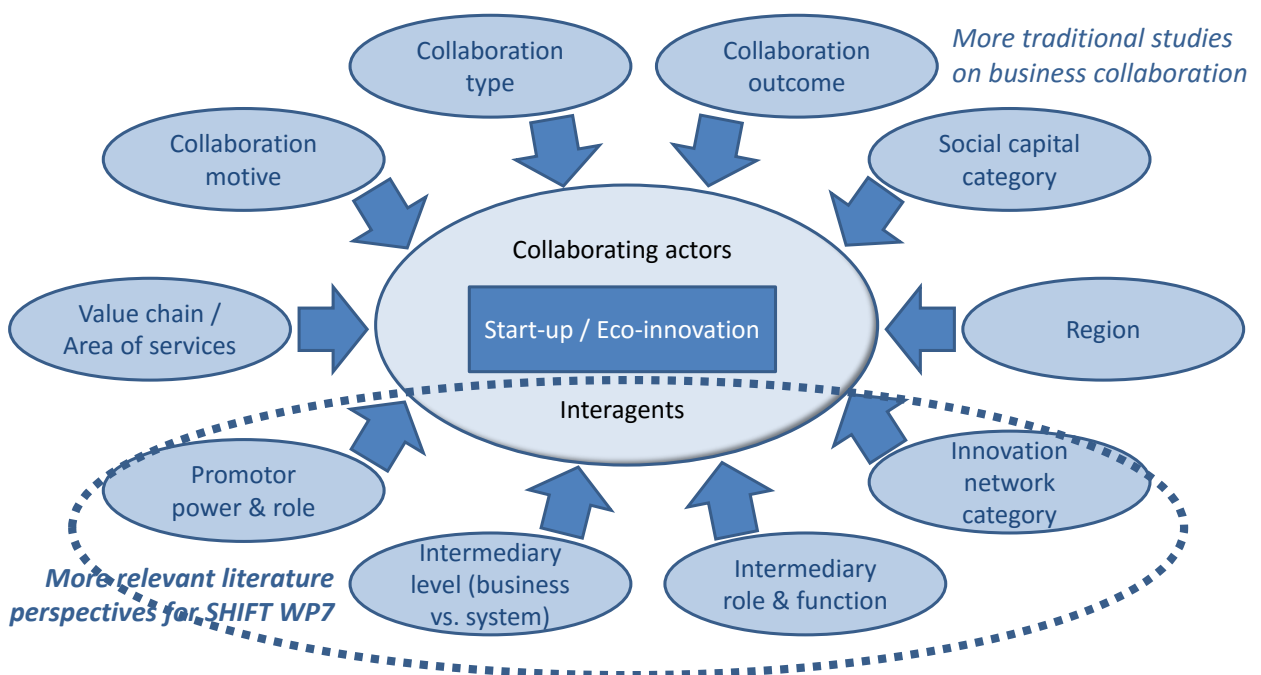 Collaboration
type
Collaboration
outcome
More traditional studies
on business collaboration
Collaboration
motive
Social capital
category
Collaborating actors
Value chain /
Area of services
Start-up / Eco-innovation
Region
Interagents
Promotor
power & role
Innovation
network
category
Intermediary
level (business
vs. system)
Intermediary
role & function
More relevant literature
perspectives for SHIFT WP7